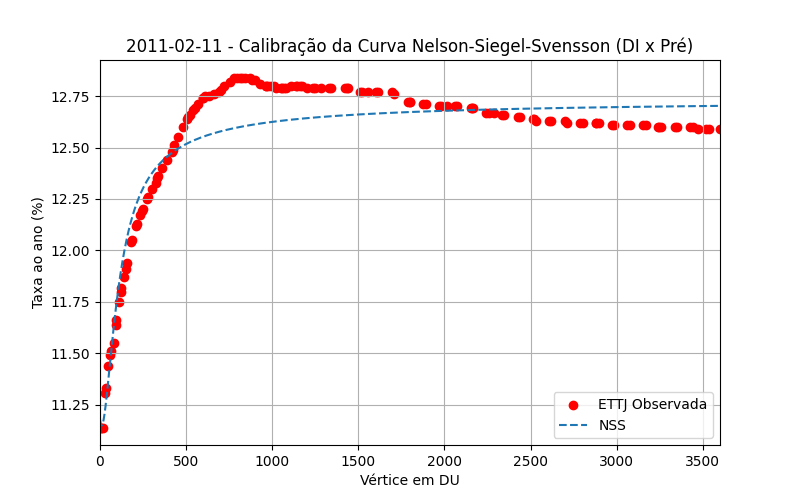 2011-02-11 - Calibração da Curva Nelson-Siegel-Svensson (DI x Pré)
Taxa ao ano (%)
12.75
12.50
12.25
12.00
11.75
11.50
11.25
ETTJ Observada
NSS
0 500 1000 1500 2000 2500 3000 3500
Vértice em DU